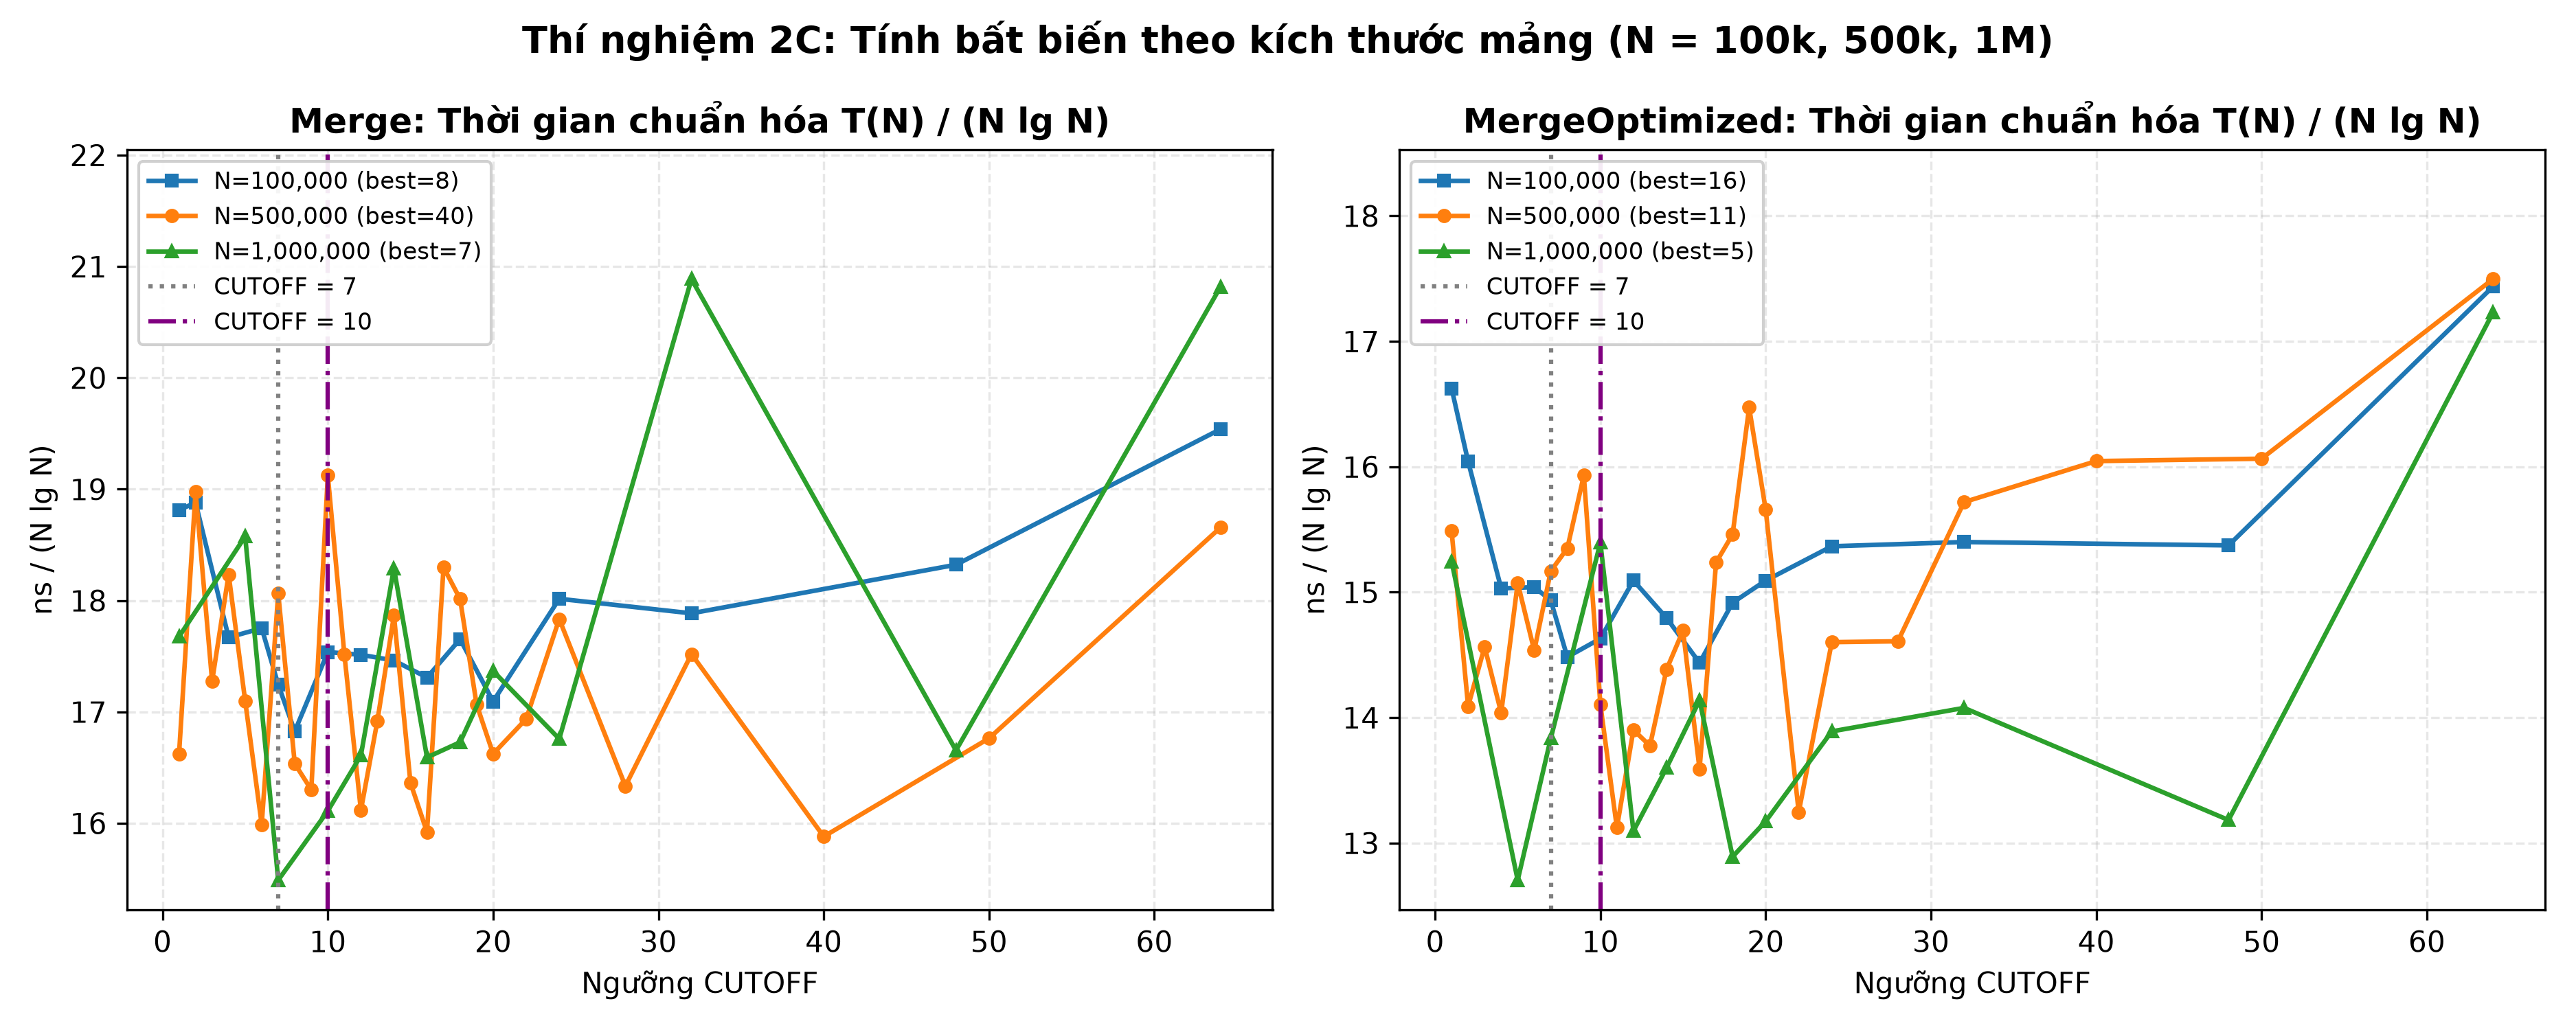 Thí nghiệm 2C: Tính bất biến theo kích thước mảng (N = 100k, 500k, 1M)
Merge: Thời gian chuẩn hóa T(N) / (N lg N)
22
21
20
19
18
17
16
ns / (N lg N)
N=100,000 (best=8)
N=500,000 (best=40)
N=1,000,000 (best=7)
CUTOFF = 7
CUTOFF = 10
0 10 20 30 40 50 60
Ngưỡng CUTOFF
MergeOptimized: Thời gian chuẩn hóa T(N) / (N lg N)
18
17
16
15
14
13
ns / (N lg N)
N=100,000 (best=16)
N=500,000 (best=11)
N=1,000,000 (best=5)
CUTOFF = 7
CUTOFF = 10
0 10 20 30 40 50 60
Ngưỡng CUTOFF